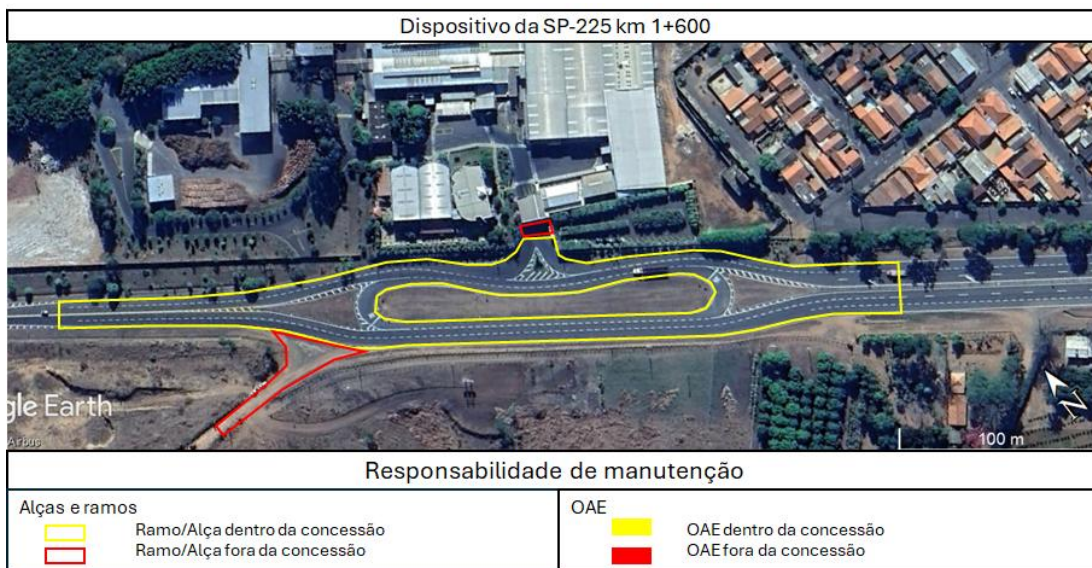 Dispositivo da SP-225 km 1+600
gle Earth
Airbus
N
100 m
Responsabilidade de manutenção
Alças e ramos
Ramo/Alça dentro da concessão
Ramo/Alça fora da concessão
OAE
OAE dentro da concessão
OAE fora da concessão